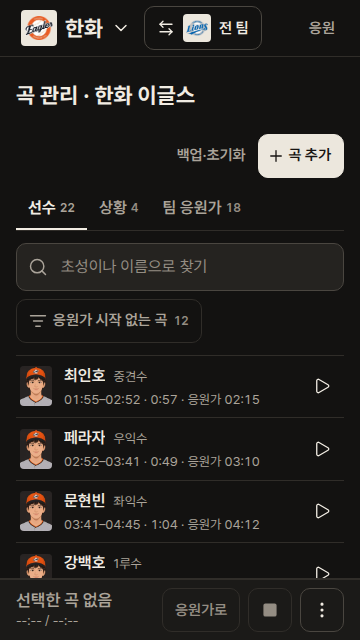 Eagles 한화 Lions 전 팀 응원
곡 관리 · 한화 이글스
백업·초기화 + 곡 추가
선수 22 상황 4 팀 응원가 18
초성이나 이름으로 찾기
응원가 시작 없는 곡 12
최인호 중견수
01:55–02:52 · 0:57 · 응원가 02:15
페라자 우익수
02:52–03:41 · 0:49 · 응원가 03:10
문현빈 좌익수
03:41–04:45 · 1:04 · 응원가 04:12
강백호 1루수
선택한 곡 없음
--:-- / --:--
응원가로